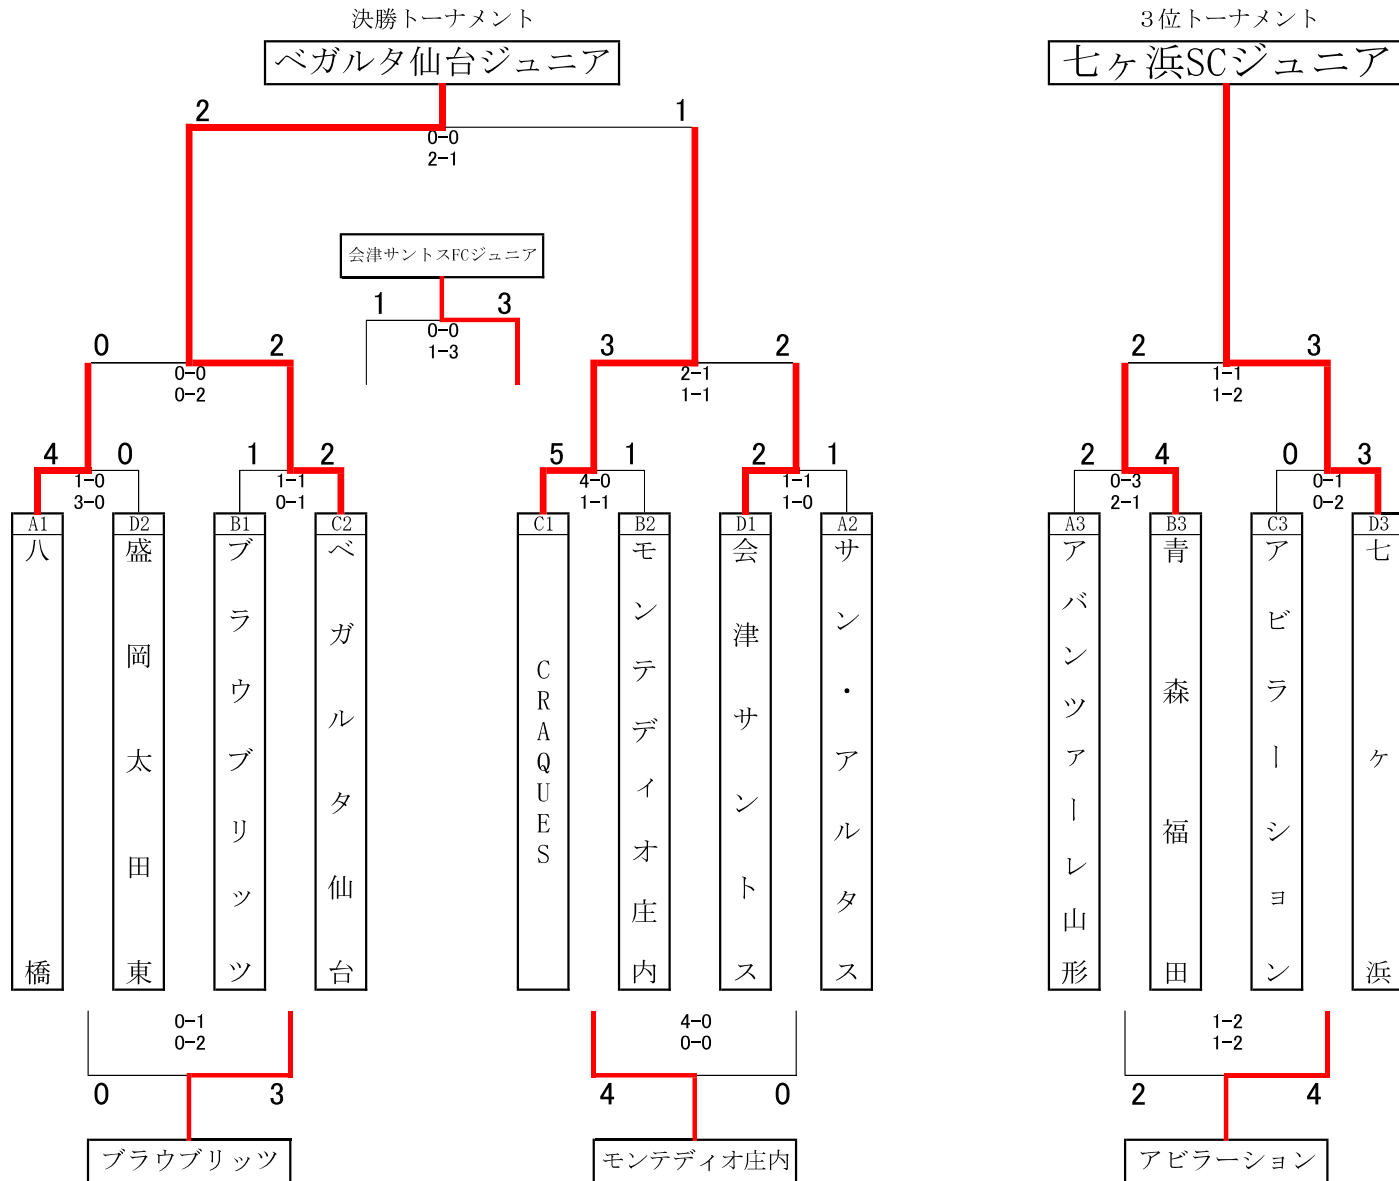 決勝トーナメント
ベガルタ仙台ジュニア
2
1
0-0
2-1
会津サントスFCジュニア
1
3
0-0
1-3
0
2
0-0
0-2
3
2
2-1
1-1
4
0
1-0
3-0
1
2
1-1
0-1
5
1
4-0
1-1
2
1
1-1
1-0
A1
八橋
D2
盛岡太田東
B1
ブラウブリッツ
C2
ベガルタ仙台
C1
CRAQUES
B2
モンテディオ庄内
D1
会津サントス
A2
サン・アルタス
0-1
0-2
0
3
ブラウブリッツ
4-0
0-0
4
0
モンテディオ庄内
3位トーナメント
七ヶ浜SCジュニア
2
3
1-1
1-2
2
4
0-3
2-1
0
3
0-1
0-2
A3
アバンツァーレ山形
B3
青森福田
C3
アビラーション
D3
七ヶ浜
1-2
1-2
2
4
アビラーション